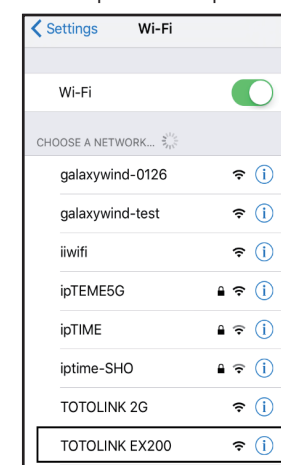 Settings Wi-Fi
Wi-Fi
CHOOSE A NETWORK...
galaxywind-0126
galaxywind-test
iiwifi
ipTEME5G
ipTIME
iptime-SHO
TOTOLINK 2G
TOTOLINK EX200